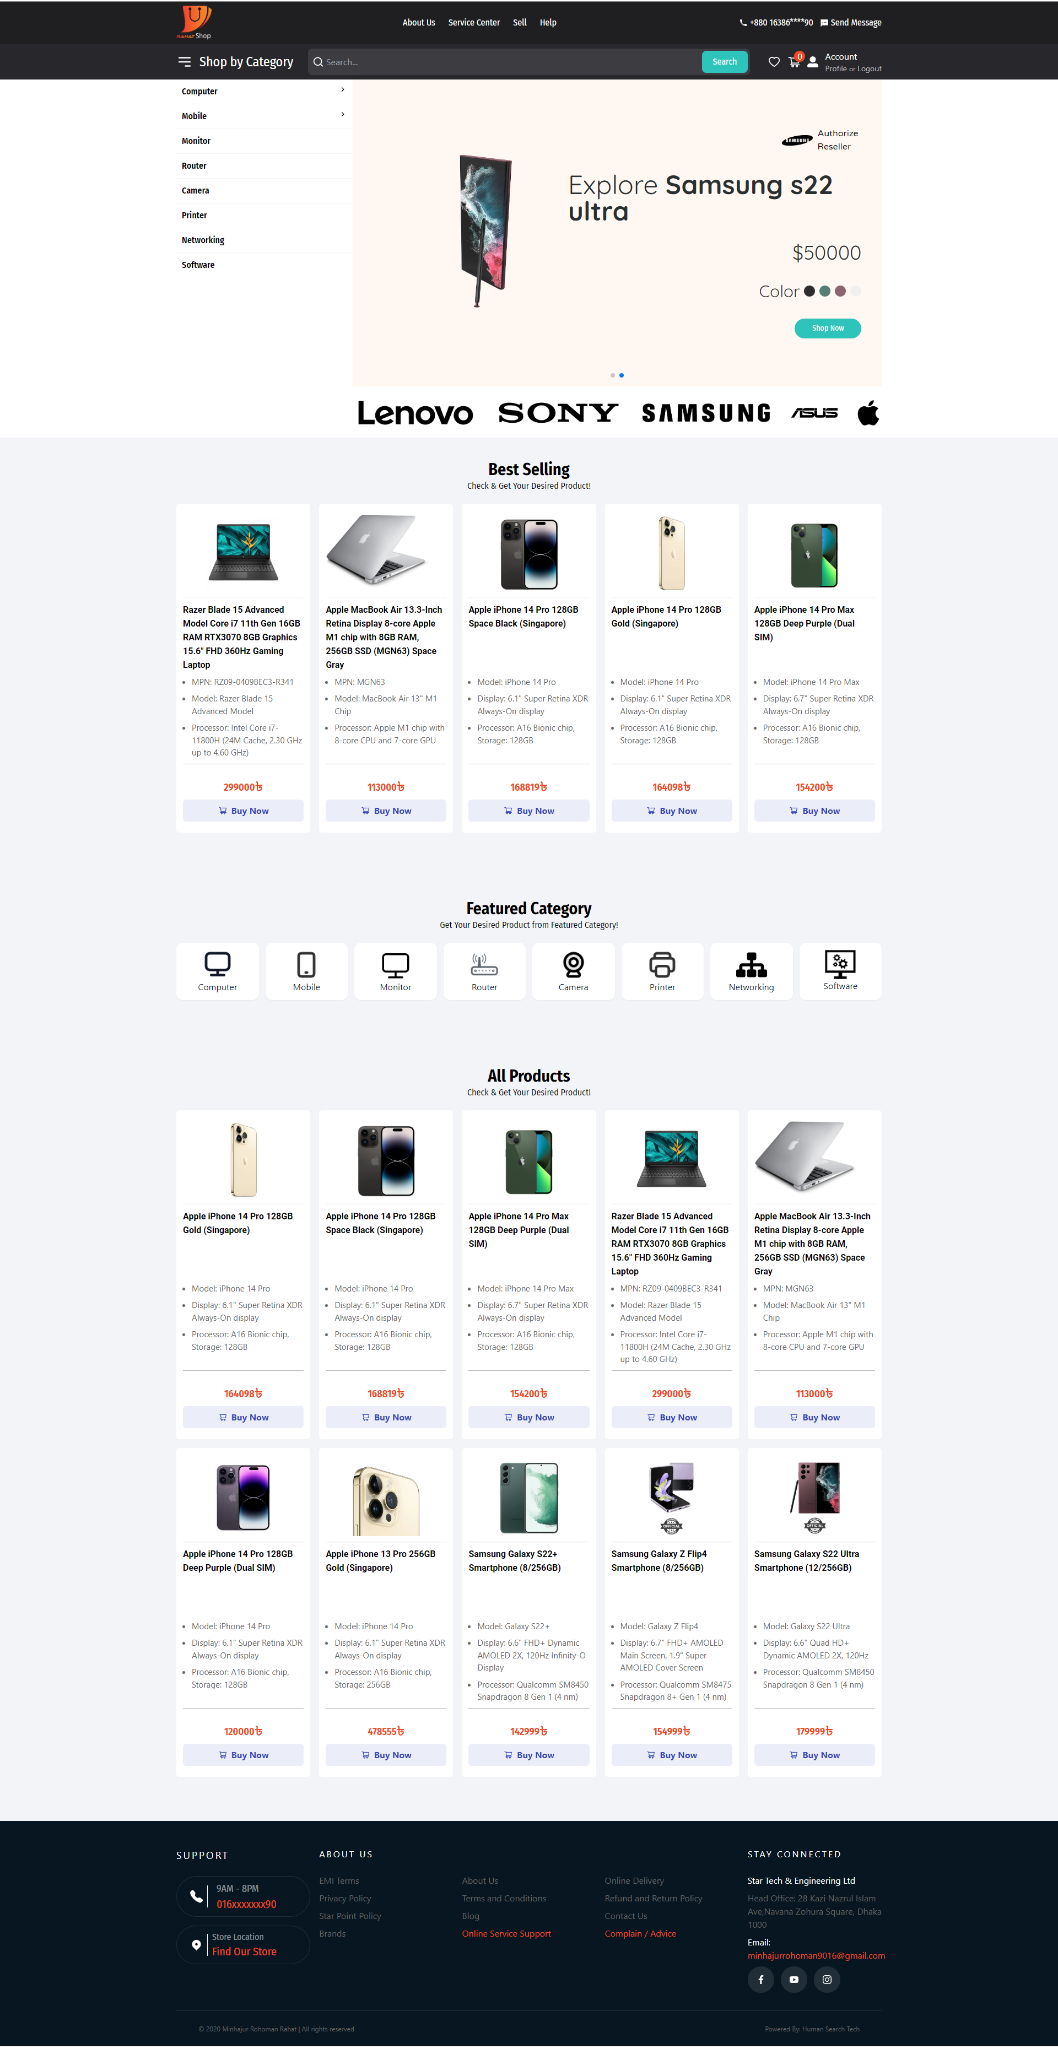 Shop
About Us Service Center Sell Help
+880 16386****90 Send Message
Shop by Category
Search...
Search
0
Account
Profile or Logout
Computer
Mobile
Monitor
Router
Camera
Printer
Networking
Software
SAMSUNG
Authorize
Reseller
Explore Samsung s22
ultra
$50000
Color
Shop Now
Lenovo SONY SAMSUNG ASUS
Best Selling
Check & Get Your Desired Product!
Razer Blade 15 Advanced
Model Core i7 11th Gen 16GB
RAM RTX3070 8GB Graphics
15.6" FHD 360Hz Gaming
Laptop
MPN: RZ09-0409BEC3-R341
Model: Razer Blade 15
Advanced Model
Processor: Intel Core i7-
11800H (24M Cache, 2.30 GHz
up to 4.60 GHz)
299000৳
Buy Now
Apple MacBook Air 13.3-Inch
Retina Display 8-core Apple
M1 chip with 8GB RAM,
256GB SSD (MGN63) Space
Gray
MPN: MGN63
Model: MacBook Air 13" M1
Chip
Processor: Apple M1 chip with
8-core CPU and 7-core GPU
113000৳
Buy Now
Apple iPhone 14 Pro 128GB
Space Black (Singapore)
Model: iPhone 14 Pro
Display: 6.1" Super Retina XDR
Always-On display
Processor: A16 Bionic chip,
Storage: 128GB
168819৳
Buy Now
Apple iPhone 14 Pro 128GB
Gold (Singapore)
Model: iPhone 14 Pro
Display: 6.1" Super Retina XDR
Always-On display
Processor: A16 Bionic chip,
Storage: 128GB
164098৳
Buy Now
Apple iPhone 14 Pro Max
128GB Deep Purple (Dual
SIM)
Model: iPhone 14 Pro Max
Display: 6.7" Super Retina XDR
Always-On display
Processor: A16 Bionic chip,
Storage: 128GB
154200৳
Buy Now
Featured Category
Get Your Desired Product from Featured Category!
Computer Mobile Monitor Router Camera Printer Networking Software
All Products
Check & Get Your Desired Product!
Apple iPhone 14 Pro 128GB
Gold (Singapore)
Model: iPhone 14 Pro
Display: 6.1" Super Retina XDR
Always-On display
Processor: A16 Bionic chip,
Storage: 128GB
164098৳
Buy Now
Apple iPhone 14 Pro 128GB
Space Black (Singapore)
Model: iPhone 14 Pro
Display: 6.1" Super Retina XDR
Always-On display
Processor: A16 Bionic chip,
Storage: 128GB
168819৳
Buy Now
Apple iPhone 14 Pro Max
128GB Deep Purple (Dual
SIM)
Model: iPhone 14 Pro Max
Display: 6.7" Super Retina XDR
Always-On display
Processor: A16 Bionic chip,
Storage: 128GB
154200৳
Buy Now
Razer Blade 15 Advanced
Model Core i7 11th Gen 16GB
RAM RTX3070 8GB Graphics
15.6" FHD 360Hz Gaming
Laptop
MPN: RZ09-0409BEC3-R341
Model: Razer Blade 15
Advanced Model
Processor: Intel Core i7-
11800H (24M Cache, 2.30 GHz
up to 4.60 GHz)
299000৳
Buy Now
Apple MacBook Air 13.3-Inch
Retina Display 8-core Apple
M1 chip with 8GB RAM,
256GB SSD (MGN63) Space
Gray
MPN: MGN63
Model: MacBook Air 13" M1
Chip
Processor: Apple M1 chip with
8-core CPU and 7-core GPU
113000৳
Buy Now
Apple iPhone 14 Pro 128GB
Deep Purple (Dual SIM)
Model: iPhone 14 Pro
Display: 6.1" Super Retina XDR
Always-On display
Processor: A16 Bionic chip,
Storage: 128GB
120000৳
Buy Now
Apple iPhone 13 Pro 256GB
Gold (Singapore)
Model: iPhone 14 Pro
Display: 6.1" Super Retina XDR
Always-On display
Processor: A16 Bionic chip,
Storage: 256GB
478555৳
Buy Now
Samsung Galaxy S22+
Smartphone (8/256GB)
Model: Galaxy S22+
Display: 6.6" FHD+ Dynamic
AMOLED 2X, 120Hz Infinity-O
Display
Processor: Qualcomm SM8450
Snapdragon 8 Gen 1 (4 nm)
142999৳
Buy Now
Samsung Galaxy Z Flip4
Smartphone (8/256GB)
Model: Galaxy Z Flip4
Display: 6.7" FHD+ AMOLED
Main Screen, 1.9" Super
AMOLED Cover Screen
Processor: Qualcomm SM8475
Snapdragon 8+ Gen 1 (4 nm)
154999৳
Buy Now
Samsung Galaxy S22 Ultra
Smartphone (12/256GB)
Model: Galaxy S22 Ultra
Display: 6.6" Quad HD+
Dynamic AMOLED 2X, 120Hz
Processor: Qualcomm SM8450
Snapdragon 8 Gen 1 (4 nm)
179999৳
Buy Now
SUPPORT
9AM - 8PM
016xxxxxxx90
Store Location
Find Our Store
ABOUT US
EMI Terms
Privacy Policy
Star Point Policy
Brands
About Us
Terms and Conditions
Blog
Online Service Support
Online Delivery
Refund and Return Policy
Contact Us
Complain / Advice
STAY CONNECTED
Star Tech & Engineering Ltd
Head Office: 28 Kazi Nazrul Islam
Ave,Navana Zohura Square, Dhaka
1000
Email:
minhajurrohoman9016@gmail.com
© 2020 Minhajur Rohoman Rahat | All rights reserved
Powered By: Human Search Tech